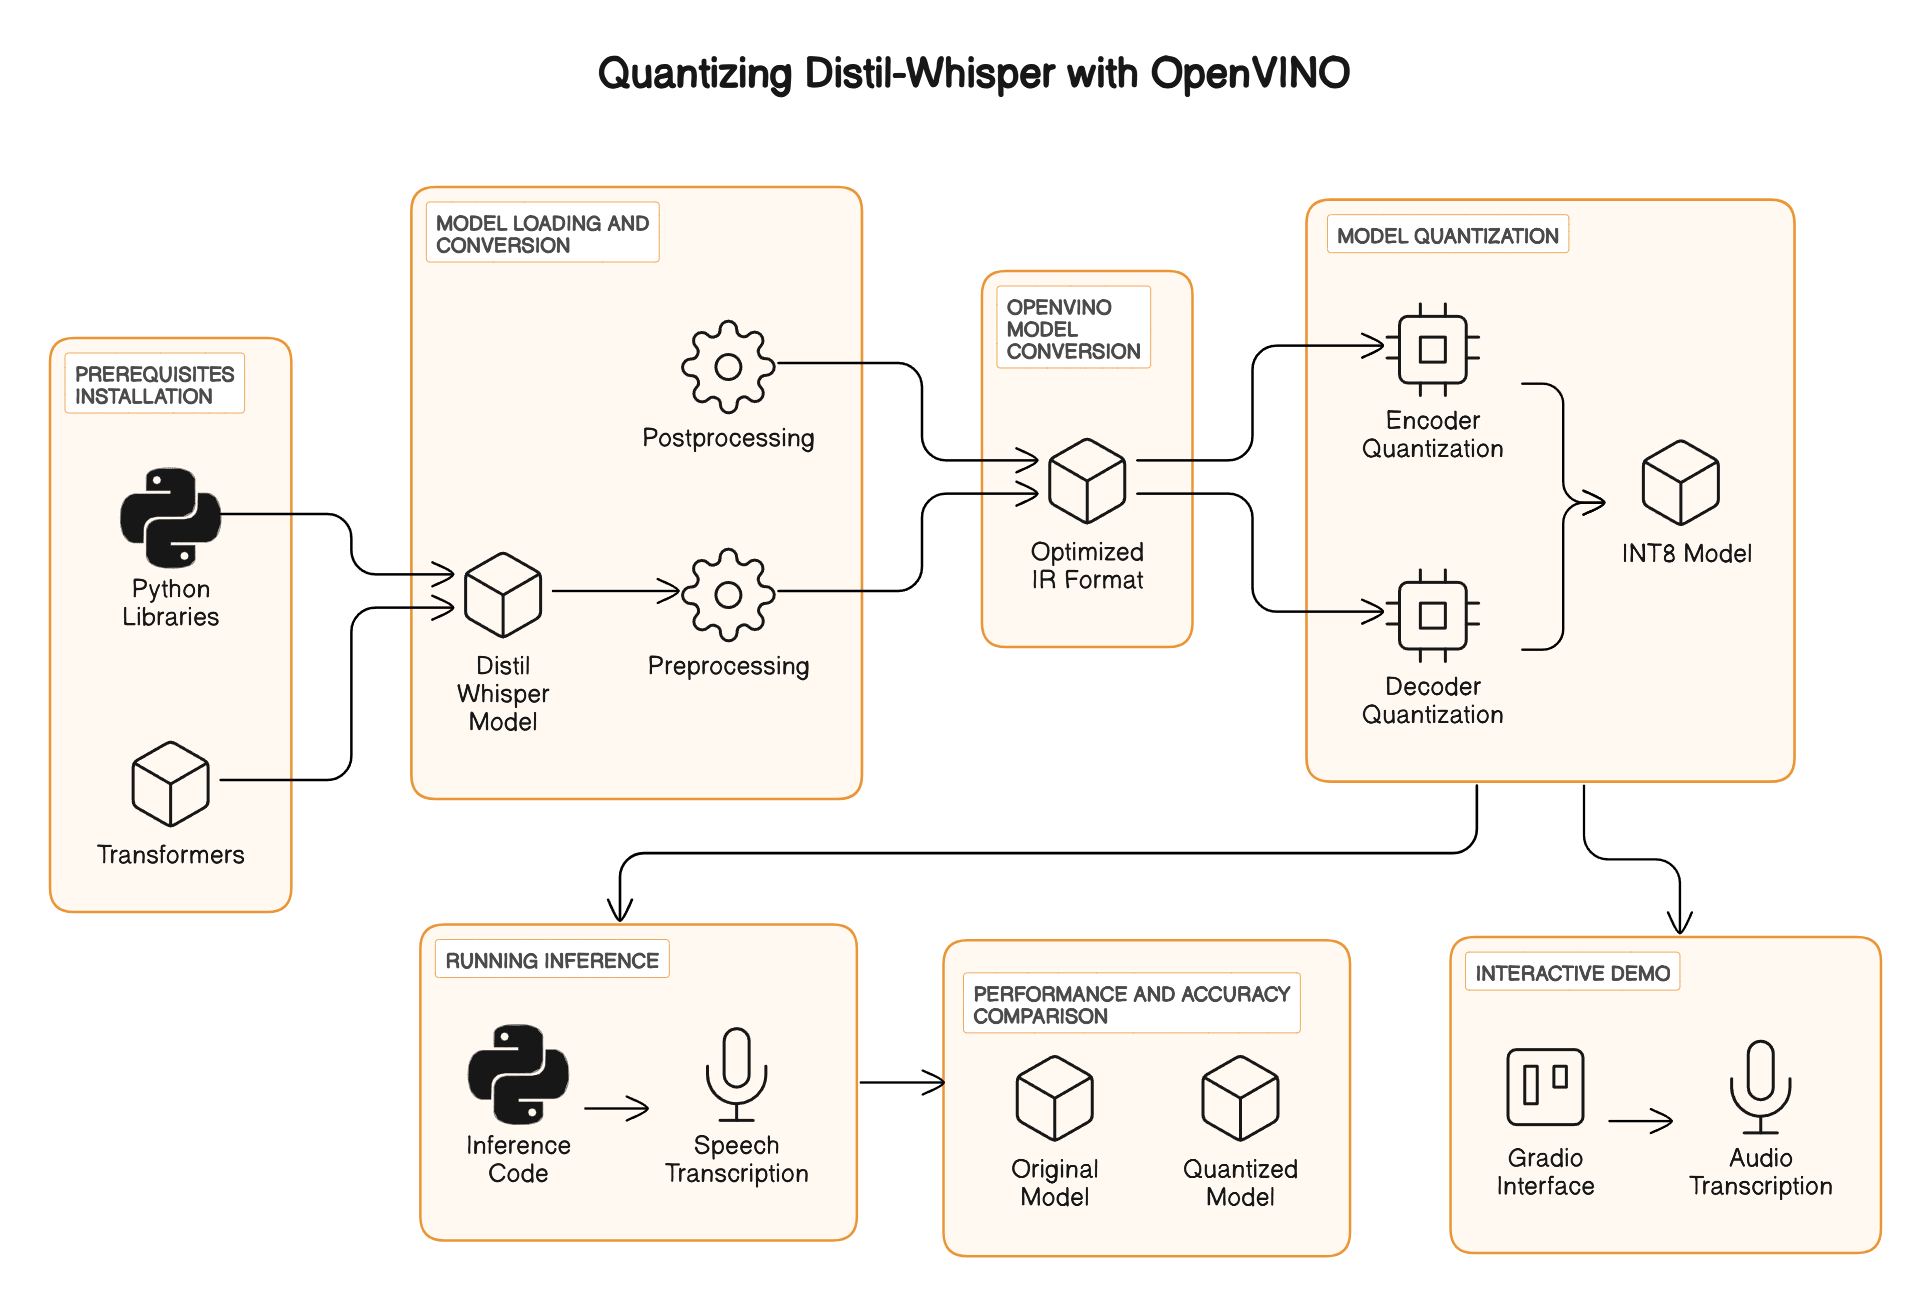 Quantizing Distil-Whisper with OpenVINO
PREREQUISITES
INSTALLATION
Python
Libraries
Transformers
MODEL LOADING AND
CONVERSION
Postprocessing
Distil
Whisper
Model
Preprocessing
OPENVINO
MODEL
CONVERSION
Optimized
IR Format
MODEL QUANTIZATION
Encoder
Quantization
Decoder
Quantization
INT8 Model
RUNNING INFERENCE
Inference
Code
Speech
Transcription
PERFORMANCE AND ACCURACY
COMPARISON
Original
Model
Quantized
Model
INTERACTIVE DEMO
Gradio
Interface
Audio
Transcription